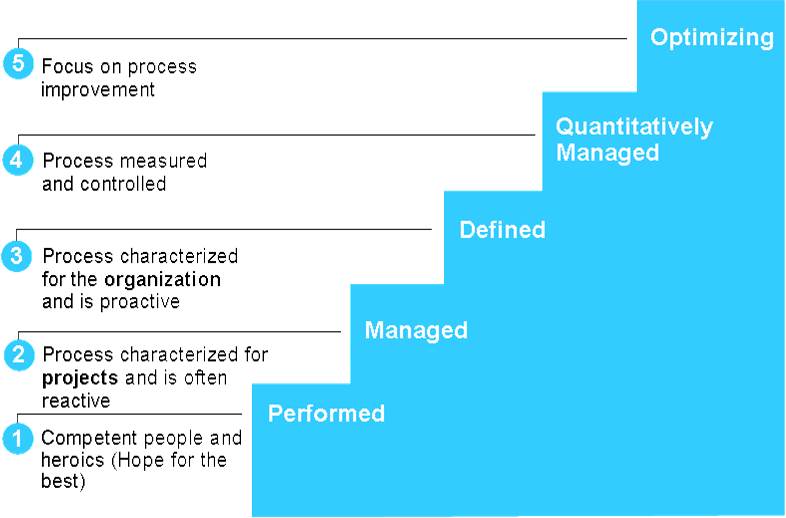 Optimizing
5
Focus on process
improvement
Quantitatively
Managed
4
Process measured
and controlled
Defined
3
Process characterized
for the organization
and is proactive
Managed
2
Process characterized for
projects and is often
reactive
Performed
1
Competent people and
heroics (Hope for the
best)